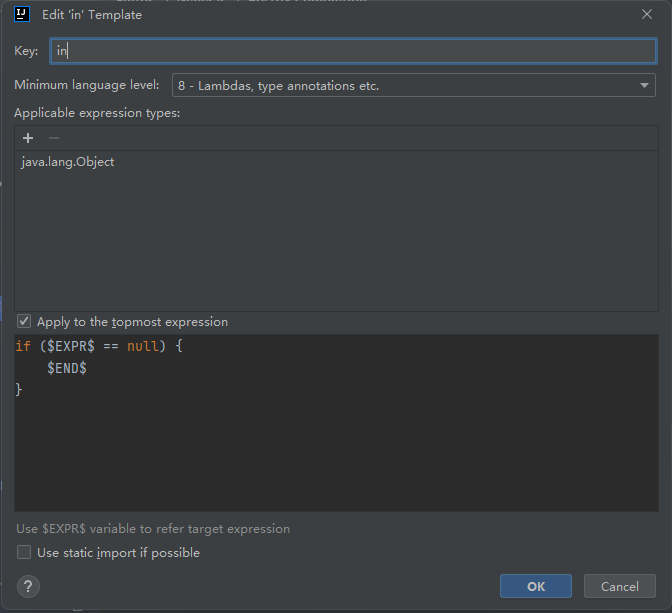 Edit 'in' Template
Key: in
Minimum language level: 8 - Lambdas, type annotations etc.
Applicable expression types:
java.lang.Object
Apply to the topmost expression
if ($EXPR$ == null) {
    $END$
}
Use $EXPR$ variable to refer target expression
Use static import if possible
? OK Cancel